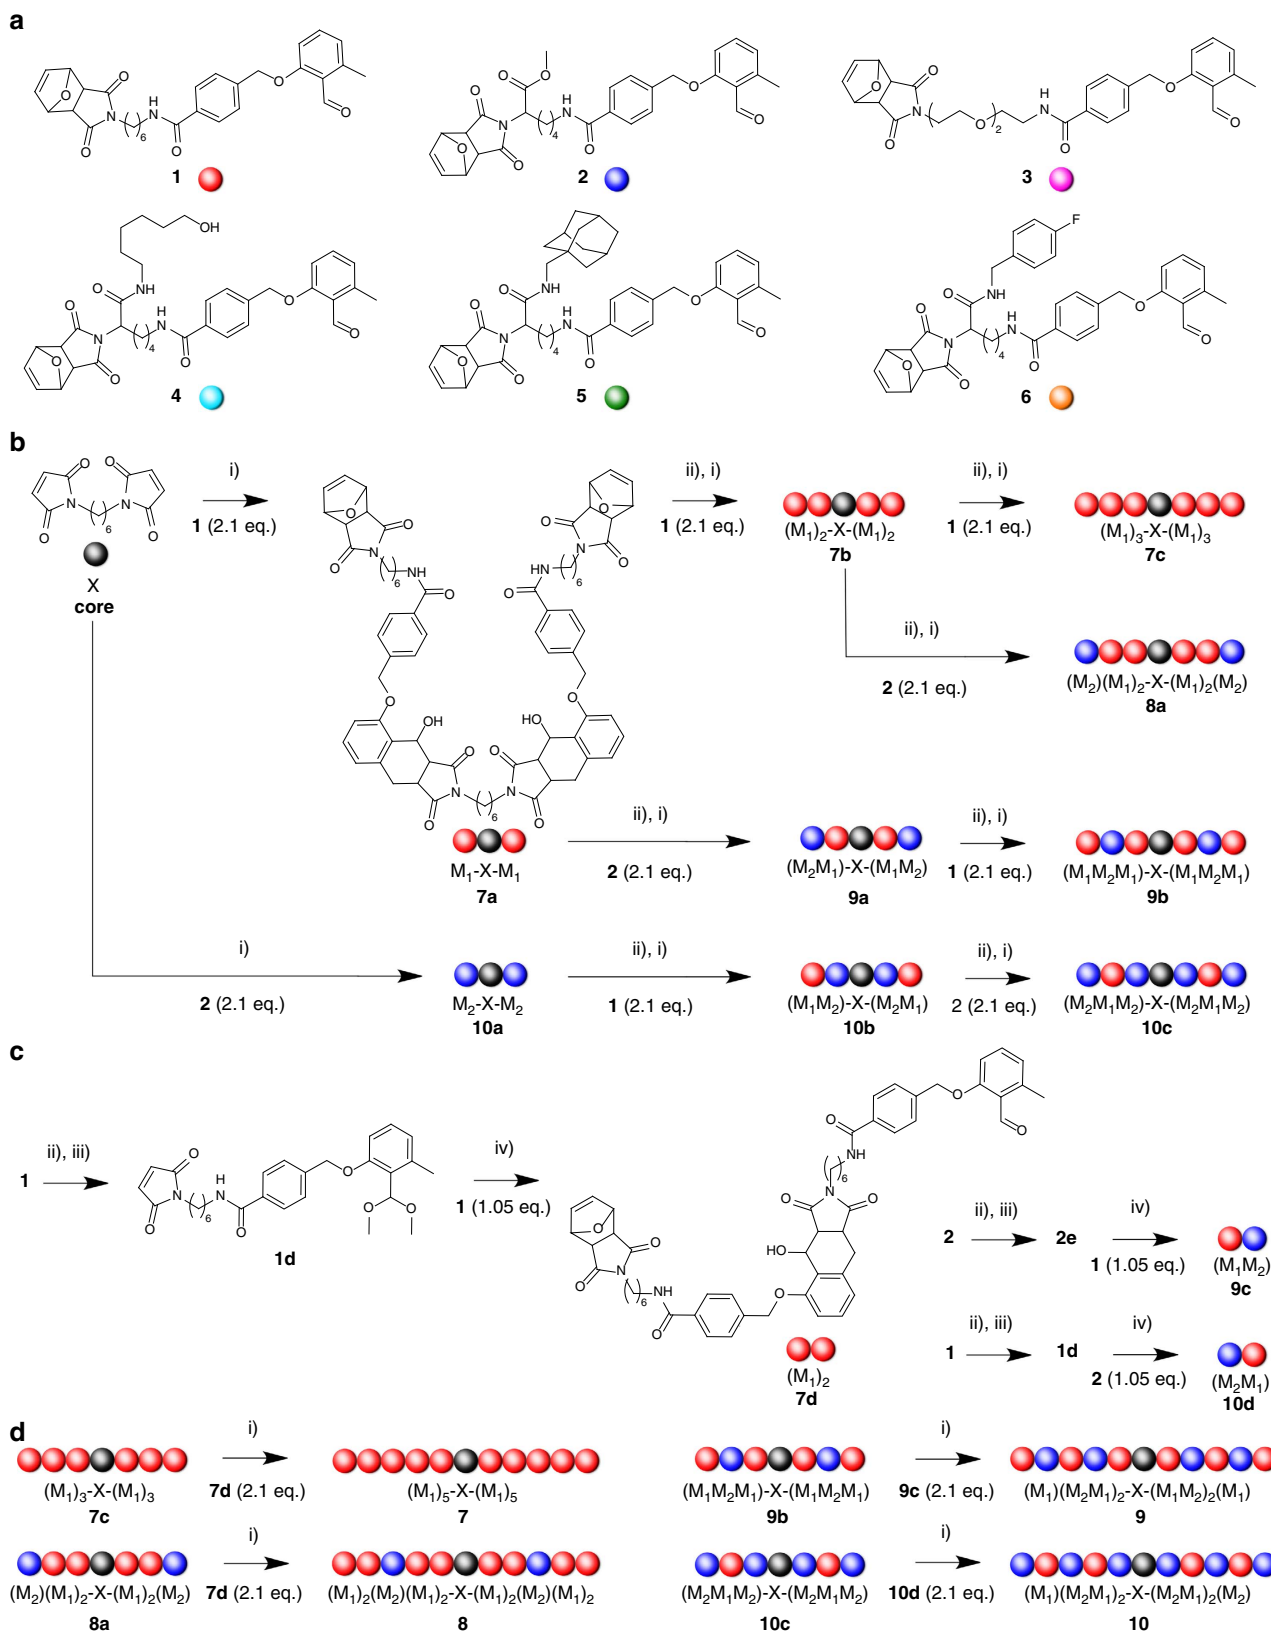 a
1
2
3
4
5
6
b
X
core
i)
1 (2.1 eq.)
ii), i)
1 (2.1 eq.)
(M1)2-X-(M1)2
7b
ii), i)
1 (2.1 eq.)
(M1)3-X-(M1)3
7c
ii), i)
2 (2.1 eq.)
(M2)(M1)2-X-(M1)2(M2)
8a
M1-X-M1
7a
ii), i)
2 (2.1 eq.)
(M2M1)-X-(M1M2)
9a
ii), i)
1 (2.1 eq.)
(M1M2M1)-X-(M1M2M1)
9b
i)
2 (2.1 eq.)
M2-X-M2
10a
ii), i)
1 (2.1 eq.)
(M1M2)-X-(M2M1)
10b
ii), i)
2 (2.1 eq.)
(M2M1M2)-X-(M2M1M2)
10c
c
1
ii), iii)
1d
iv)
1 (1.05 eq.)
(M1)2
7d
2
ii), iii)
2e
iv)
1 (1.05 eq.)
(M1M2)
9c
1
ii), iii)
1d
iv)
2 (1.05 eq.)
(M2M1)
10d
d
(M1)3-X-(M1)3
7c
i)
7d (2.1 eq.)
(M1)5-X-(M1)5
7
(M1M2M1)-X-(M1M2M1)
9b
i)
9c (2.1 eq.)
(M1)(M2M1)2-X-(M1M2)2(M1)
9
(M2)(M1)2-X-(M1)2(M2)
8a
i)
7d (2.1 eq.)
(M1)2(M2)(M1)2-X-(M1)2(M2)(M1)2
8
(M2M1M2)-X-(M2M1M2)
10c
i)
10d (2.1 eq.)
(M1)(M2M1)2-X-(M2M1)2(M2)
10